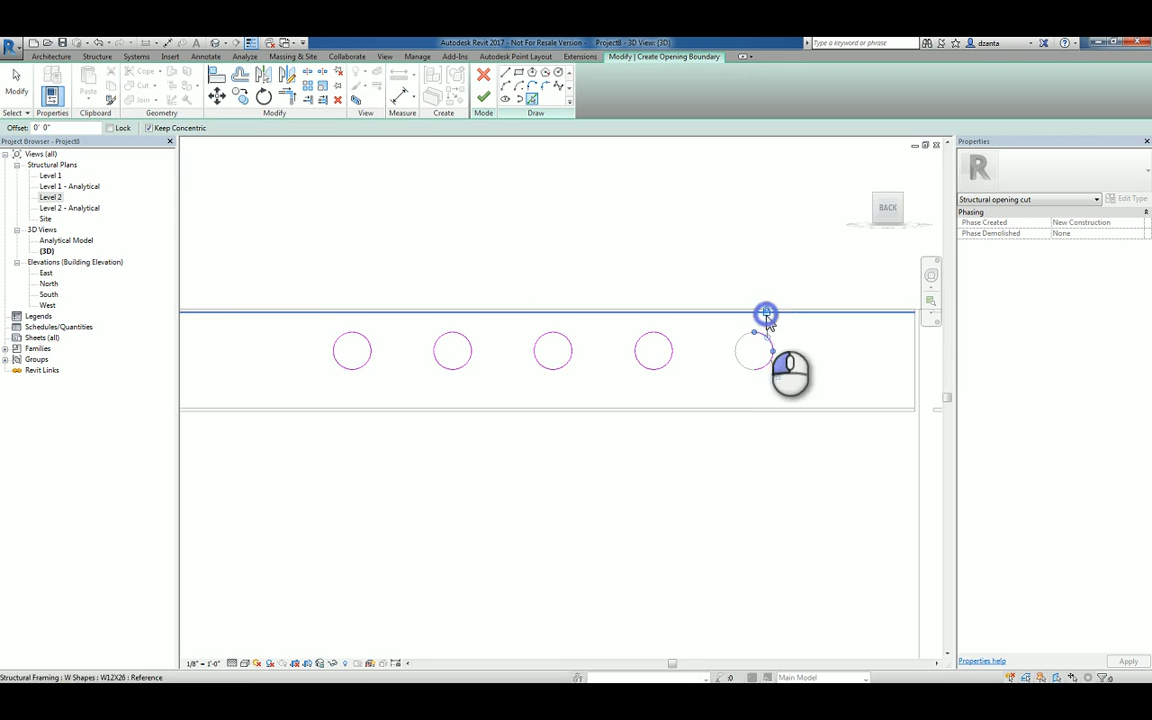 Autodesk Revit 2017 - Not For Resale Version - Project8 - 3D View: {3D}
Type a keyword or phrase
dzanta
Architecture Structure Systems Insert Annotate Analyze Massing & Site Collaborate View Manage Add-Ins Autodesk Point Layout Extensions Modify | Create Opening Boundary
Modify
Paste
Cope
Cut
Join
Select Properties Clipboard Geometry Modify View Measure Create Mode Draw
Offset: 0' 0" Lock Keep Concentric
Project Browser - Project8
Properties
Views (all)
Structural Plans
Level 1
Level 1 - Analytical
Level 2
Level 2 - Analytical
Site
3D Views
Analytical Model
{3D}
Elevations (Building Elevation)
East
North
South
West
Legends
Schedules/Quantities
Sheets (all)
Families
Groups
Revit Links
BACK
R
Structural opening cut
Edit Type
Phasing
Phase Created New Construction
Phase Demolished None
1/8" = 1'-0"
Properties help
Apply
Structural Framing : W Shapes : W12X26 : Reference
:0
Main Model
:0